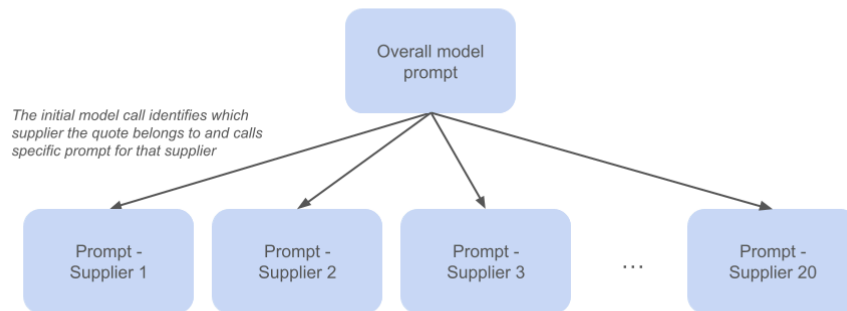 Overall model
prompt
The initial model call identifies which
supplier the quote belongs to and calls
specific prompt for that supplier
Prompt -
Supplier 1
Prompt -
Supplier 2
Prompt -
Supplier 3
...
Prompt -
Supplier 20